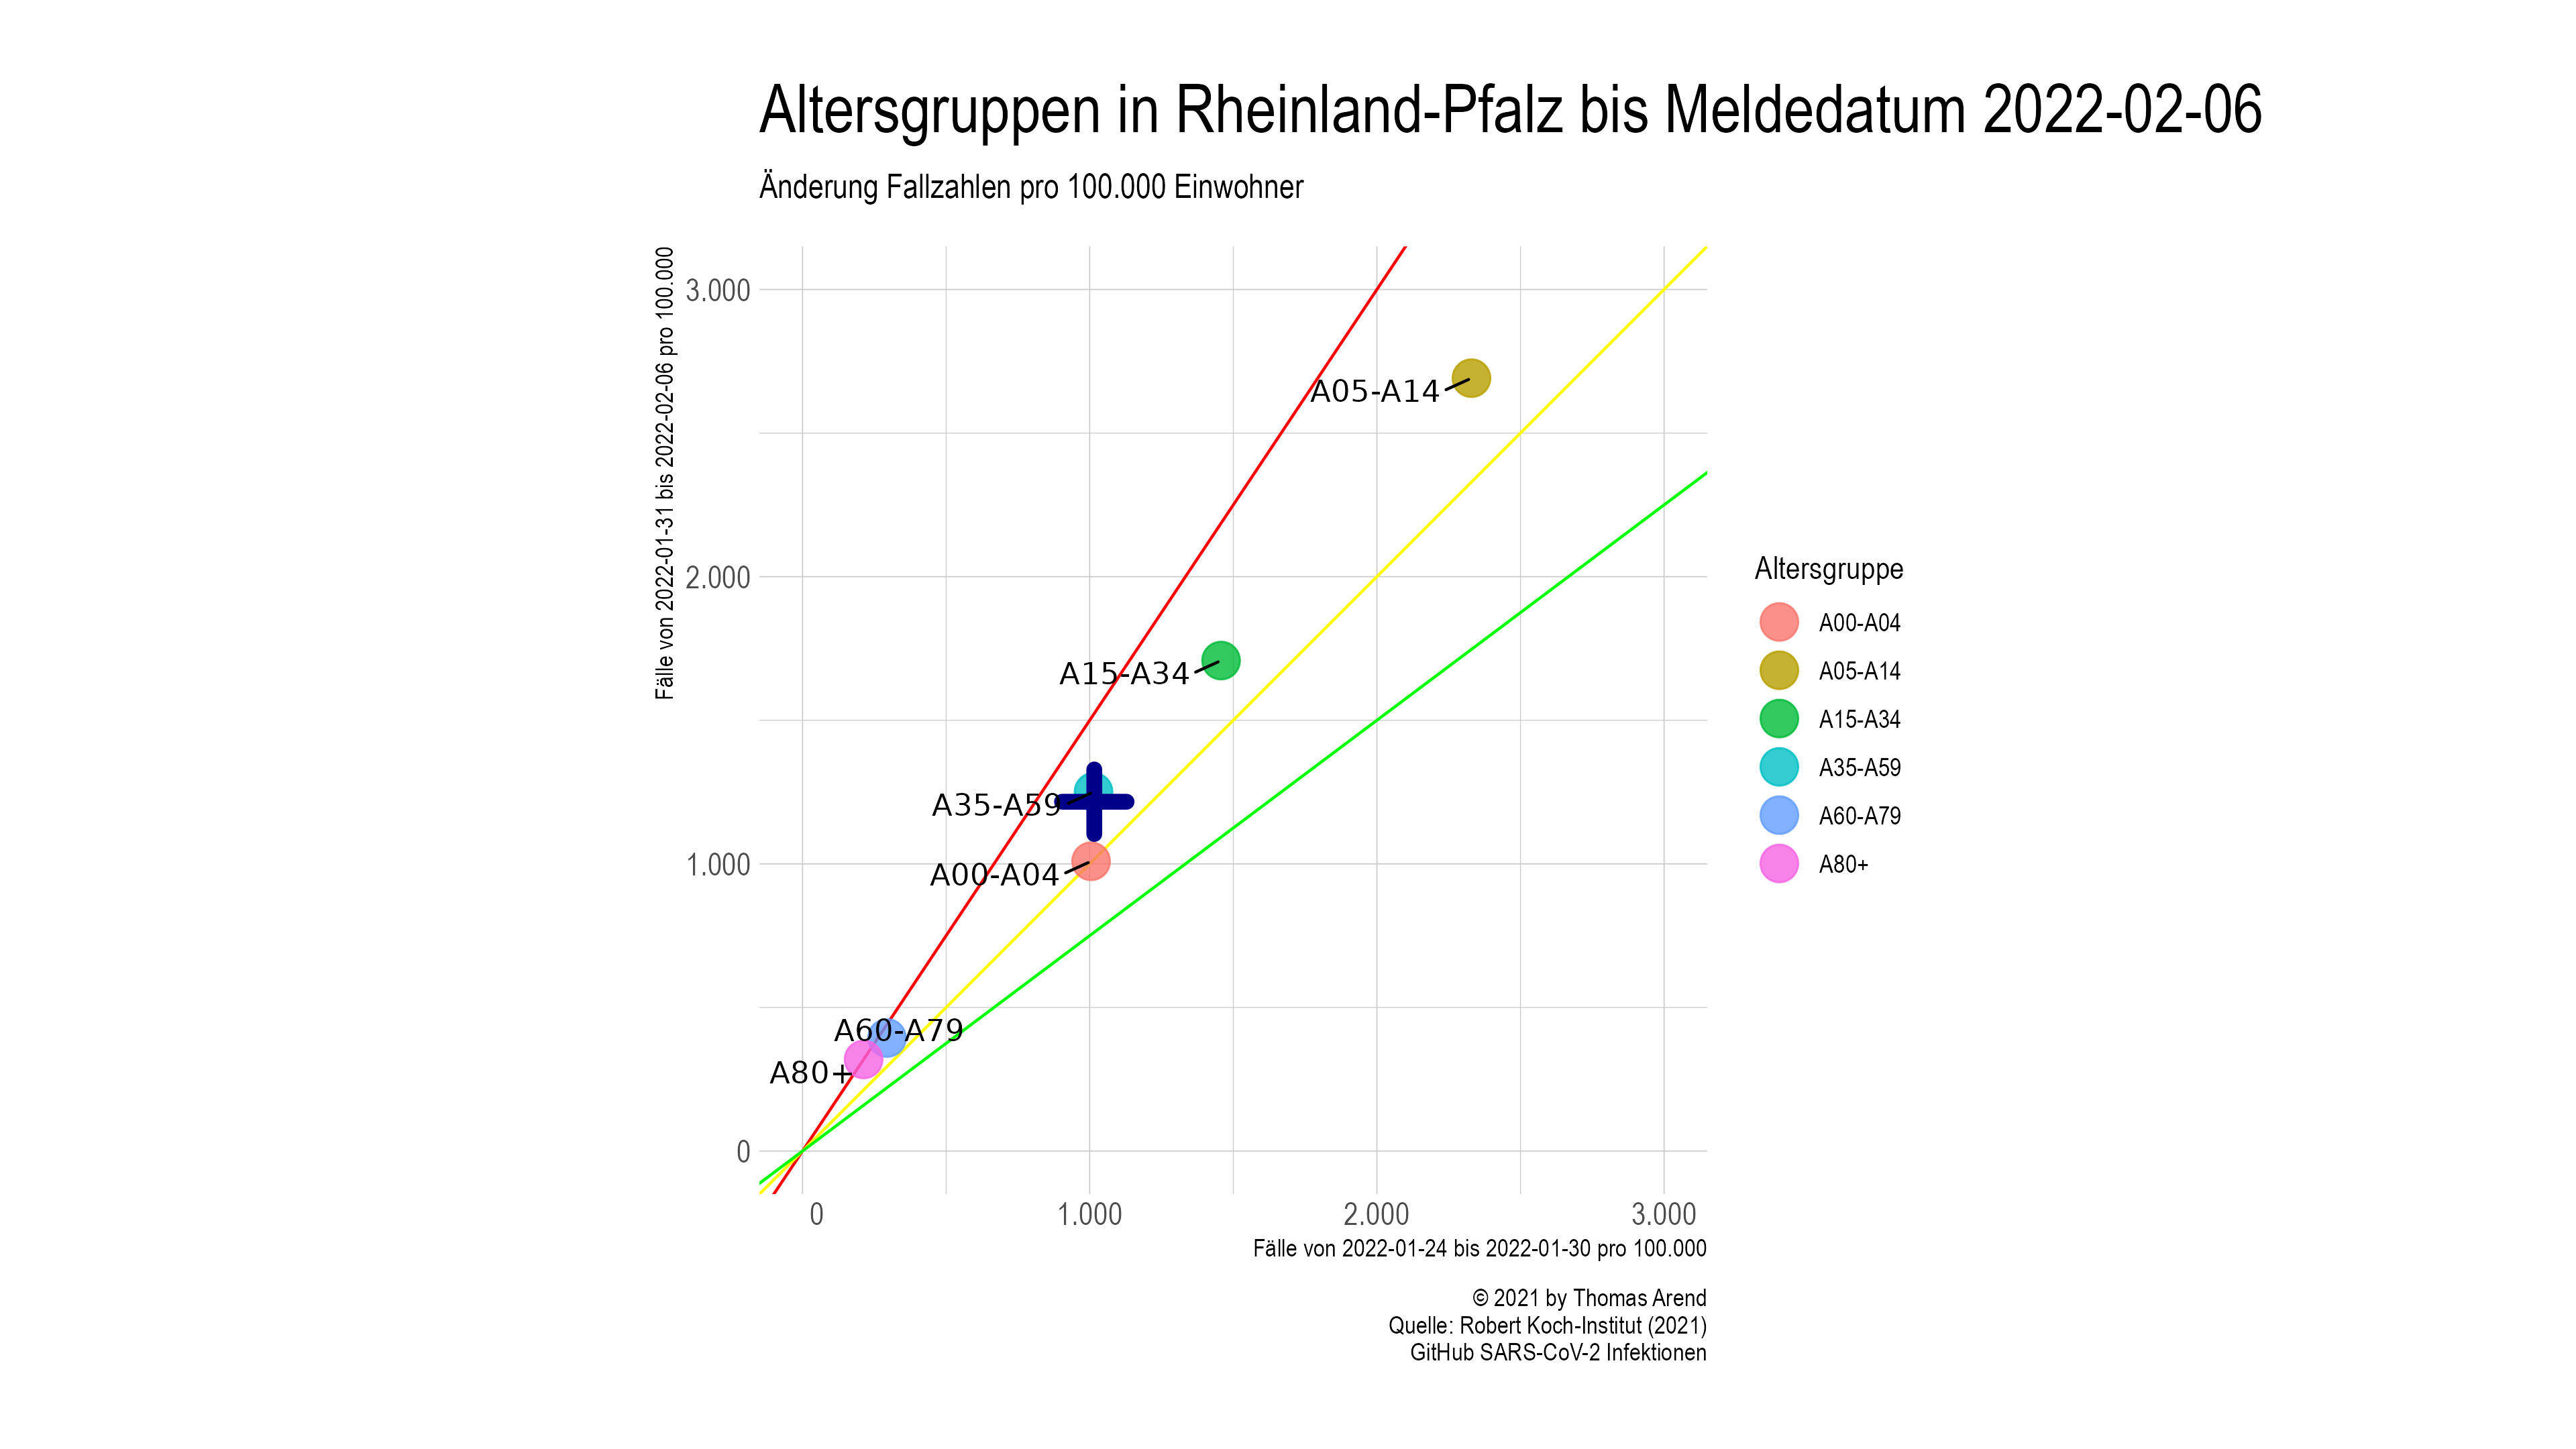 Altersgruppen in Rheinland-Pfalz bis Meldedatum 2022-02-06
Änderung Fallzahlen pro 100.000 Einwohner
Fälle von 2022-01-31 bis 2022-02-06 pro 100.000
3.000
2.000
1.000
0
A05-A14
A15-A34
A35-A59
A00-A04
A60-A79
A80+
0
1.000
2.000
3.000
Fälle von 2022-01-24 bis 2022-01-30 pro 100.000
Altersgruppe
A00-A04
A05-A14
A15-A34
A35-A59
A60-A79
A80+
© 2021 by Thomas Arend
Quelle: Robert Koch-Institut (2021)
GitHub SARS-CoV-2 Infektionen